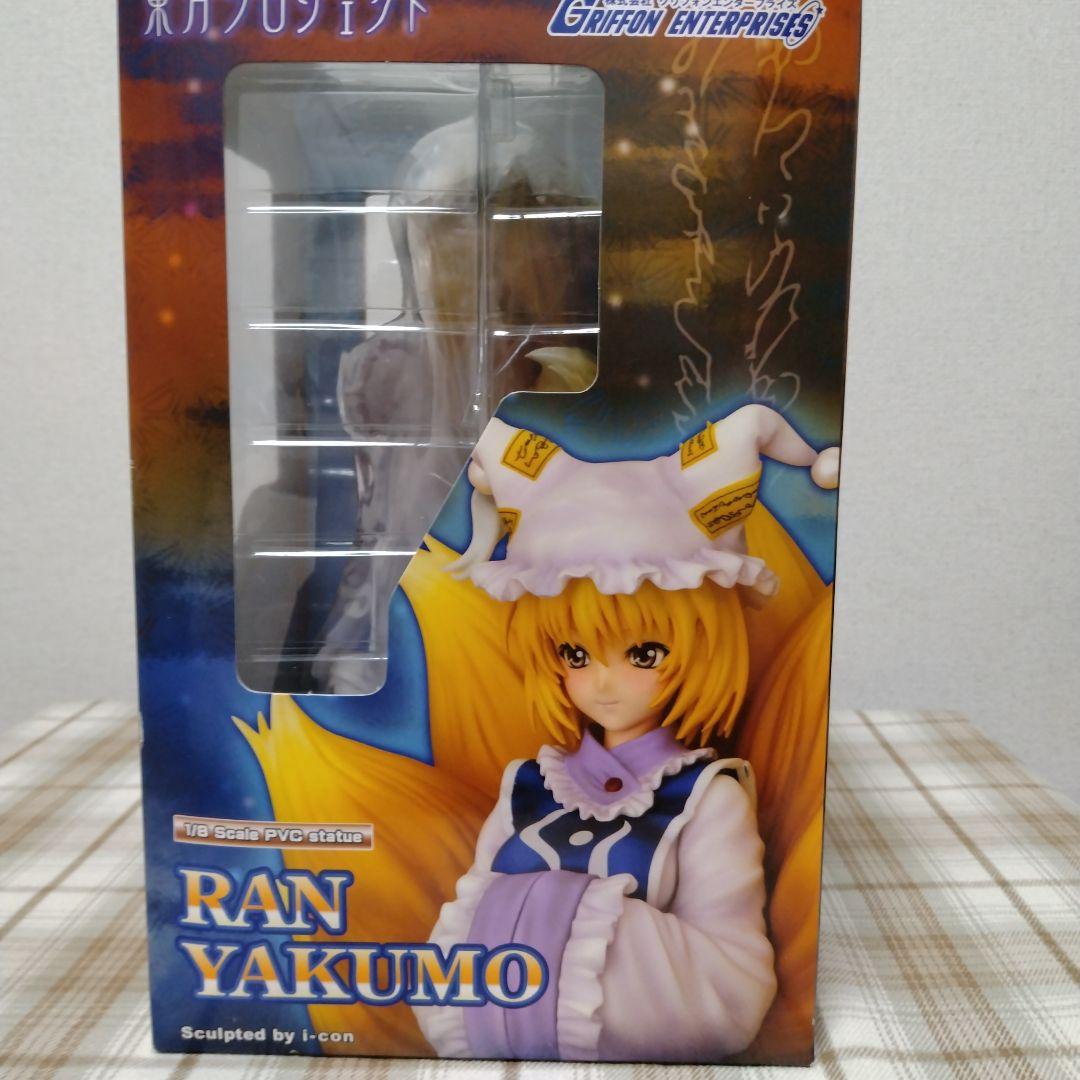 東方プロジェクト
株式会社 グリフォンエンタープライズ
GRIFFON ENTERPRISES
1/8 Scale PVC statue
RAN
YAKUMO
Sculpted by i-con